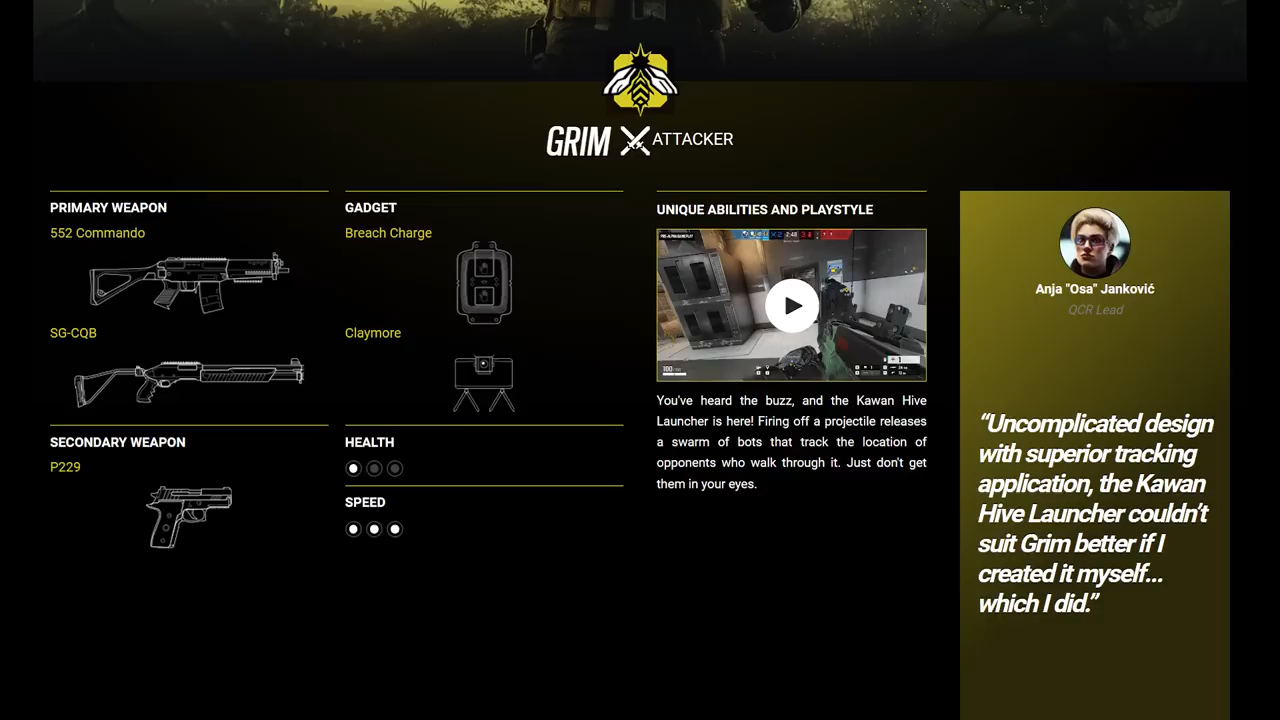 GRIM ATTACKER
PRIMARY WEAPON
552 Commando
SG-CQB
SECONDARY WEAPON
P229
GADGET
Breach Charge
Claymore
HEALTH
SPEED
UNIQUE ABILITIES AND PLAYSTYLE
You've heard the buzz, and the Kawan Hive
Launcher is here! Firing off a projectile releases
a swarm of bots that track the location of
opponents who walk through it. Just don't get
them in your eyes.
Anja "Osa" Janković
QCR Lead
“Uncomplicated design
with superior tracking
application, the Kawan
Hive Launcher couldn’t
suit Grim better if I
created it myself...
which I did.”